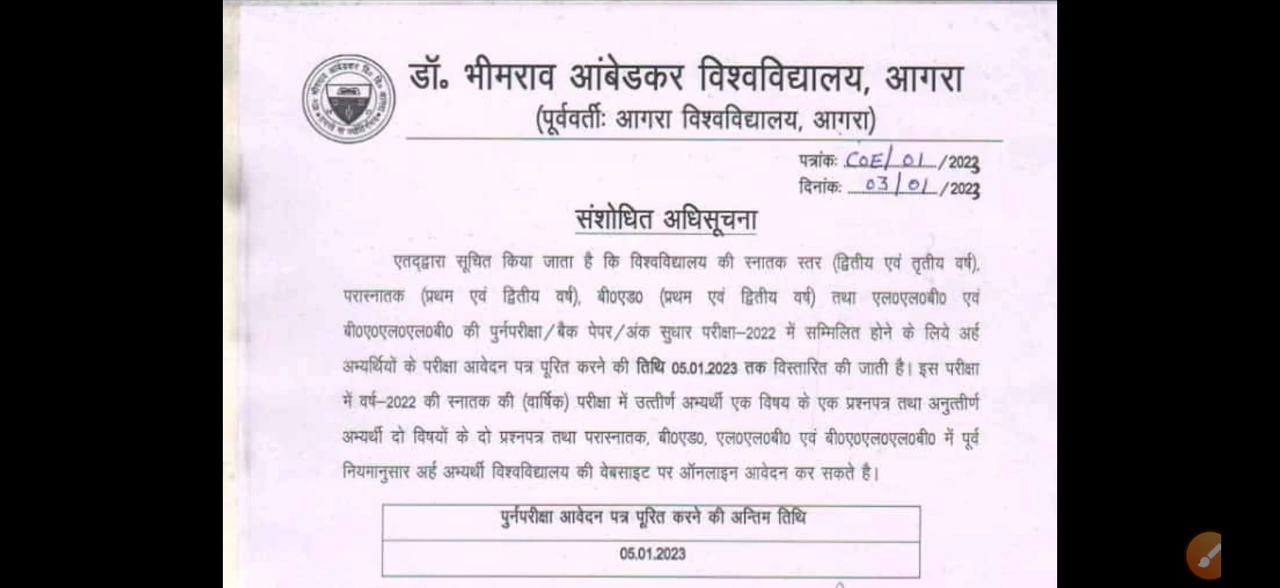 डॉ० भीमराव आंबेडकर विश्वविद्यालय, आगरा
(पूर्ववर्तीः आगरा विश्वविद्यालय, आगरा)
पत्रांकः COE/01/2023
दिनांकः 03/01/2023
संशोधित अधिसूचना
एतद्द्वारा सूचित किया जाता है कि विश्वविद्यालय की स्नातक स्तर (द्वितीय एवं तृतीय वर्ष),
परास्नातक (प्रथम एवं द्वितीय वर्ष), बी०एड० (प्रथम एवं द्वितीय वर्ष) तथा एल०एल०बी० एवं
बी०ए०एल०एल०बी० की पुर्नपरीक्षा/बैक पेपर/अंक सुधार परीक्षा–2022 में सम्मिलित होने के लिये अर्ह
अभ्यर्थियों के परीक्षा आवेदन पत्र पूरित करने की तिथि 05.01.2023 तक विस्तारित की जाती है। इस परीक्षा
में वर्ष–2022 की स्नातक की (वार्षिक) परीक्षा में उत्तीर्ण अभ्यर्थी एक विषय के एक प्रश्नपत्र तथा अनुत्तीर्ण
अभ्यर्थी दो विषयों के दो प्रश्नपत्र तथा परास्नातक, बी०एड०, एल०एल०बी० एवं बी०ए०एल०एल०बी० में पूर्व
नियमानुसार अर्ह अभ्यर्थी विश्वविद्यालय की वेबसाइट पर ऑनलाइन आवेदन कर सकते है।
पुर्नपरीक्षा आवेदन पत्र पूरित करने की अन्तिम तिथि
05.01.2023